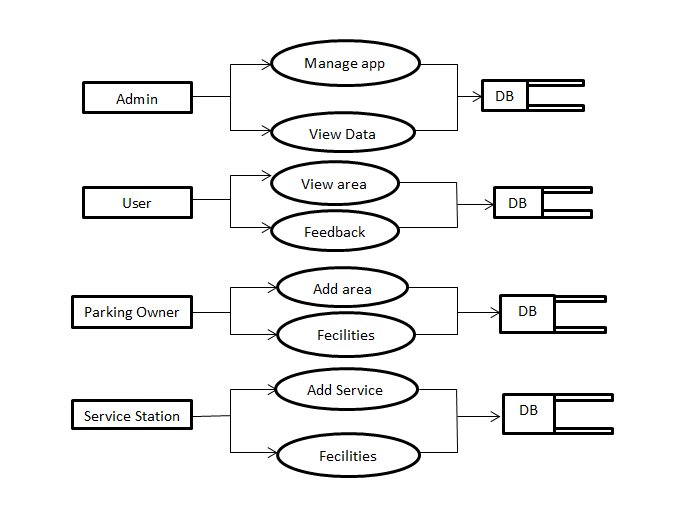 Manage app
Admin
DB
View Data
View area
User
DB
Feedback
Add area
Parking Owner
DB
Fecilities
Add Service
Service Station
DB
Fecilities